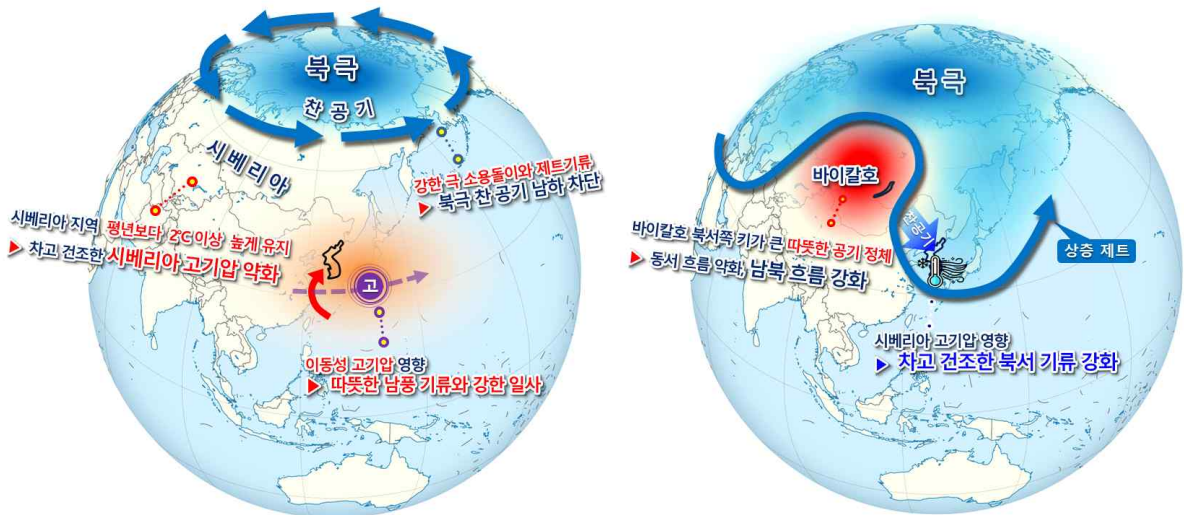 북극
찬 공기
시베리아
강한 극 소용돌이와 제트기류
▶ 북극 찬 공기 남하 차단
시베리아 지역 평년보다 2℃ 이상 높게 유지
▶ 차고 건조한 시베리아 고기압 약화
고
이동성 고기압 영향
▶ 따뜻한 남풍 기류와 강한 일사
북극
바이칼호
찬공기
바이칼호 북서쪽 키가 큰 따뜻한 공기 정체
▶ 동서 흐름 약화, 남북 흐름 강화
상층 제트
시베리아 고기압 영향
▶ 차고 건조한 북서 기류 강화